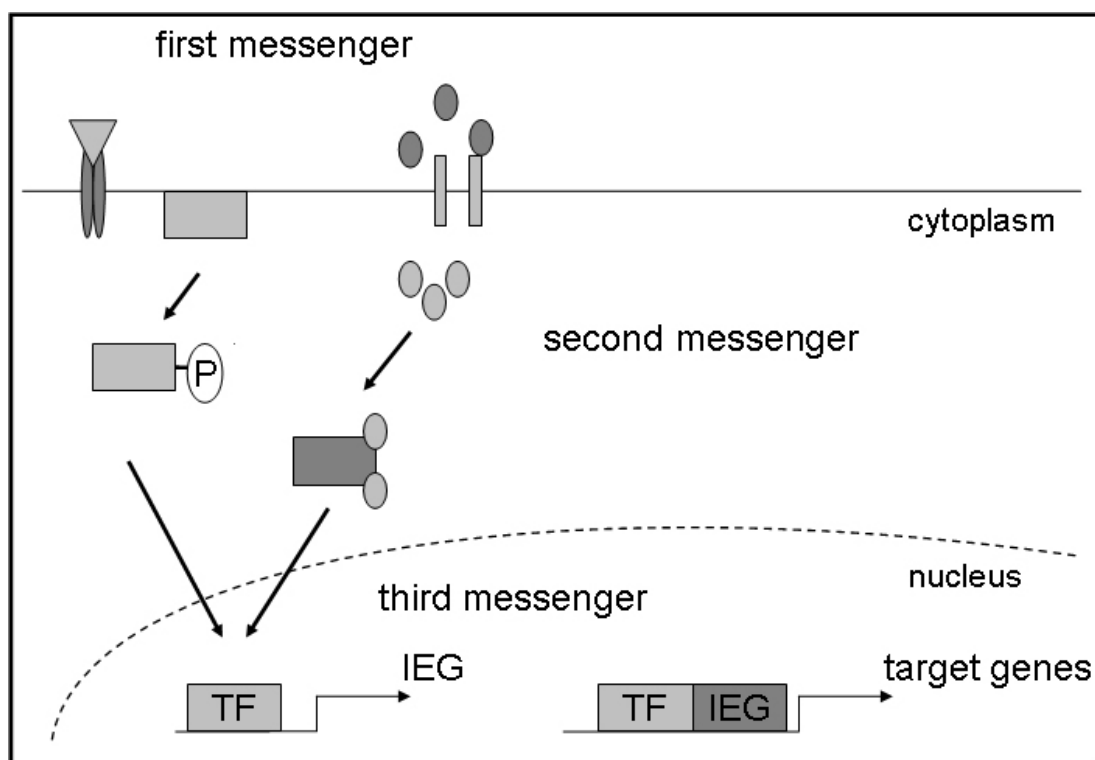 first messenger
cytoplasm
second messenger
P
nucleus
third messenger
IEG
target genes
TF
TF IEG